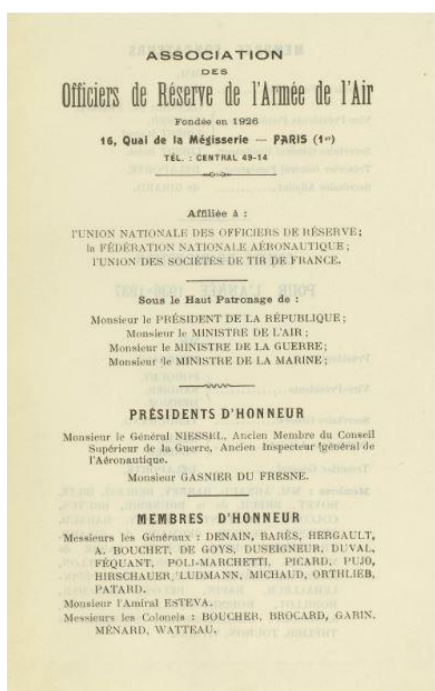 ASSOCIATION
DES
Officiers de Réserve de l'Armée de l'Air
Fondée en 1926
16, Quai de la Mégisserie — PARIS (1er)
TÉL. : CENTRAL 49-14
Affiliée à :
l'UNION NATIONALE DES OFFICIERS DE RÉSERVE ;
la FÉDÉRATION NATIONALE AÉRONAUTIQUE ;
l'UNION DES SOCIÉTÉS DE TIR DE FRANCE.
Sous le Haut Patronage de :
Monsieur le PRÉSIDENT DE LA RÉPUBLIQUE ;
Monsieur le MINISTRE DE L'AIR ;
Monsieur le MINISTRE DE LA GUERRE ;
Monsieur le MINISTRE DE LA MARINE ;
PRÉSIDENTS D'HONNEUR
Monsieur le Général NIESSEL, Ancien Membre du Conseil
Supérieur de la Guerre, Ancien Inspecteur général de
l'Aéronautique.
Monsieur GASNIER DU FRESNE.
MEMBRES D'HONNEUR
Messieurs les Généraux : DENAIN, BARÈS, HERGAULT,
A. BOUCHET, DE GOYS, DUSEIGNEUR, DUVAL,
FÉQUANT, POLI-MARCHETTI, PICARD, PUJO,
HIRSCHAUER, LUDMANN, MICHAUD, ORTHLIEB,
PATARD.
Monsieur l'Amiral ESTEVA.
Messieurs les Colonels : BOUCHER, BROCARD, GARIN.
MÉNARD, WATTEAU.